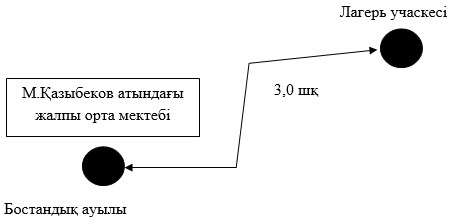 Лагерь учаскесі
3,0 шқ
М.Қазыбеков атындағы
жалпы орта мектебі
Бостандық ауылы